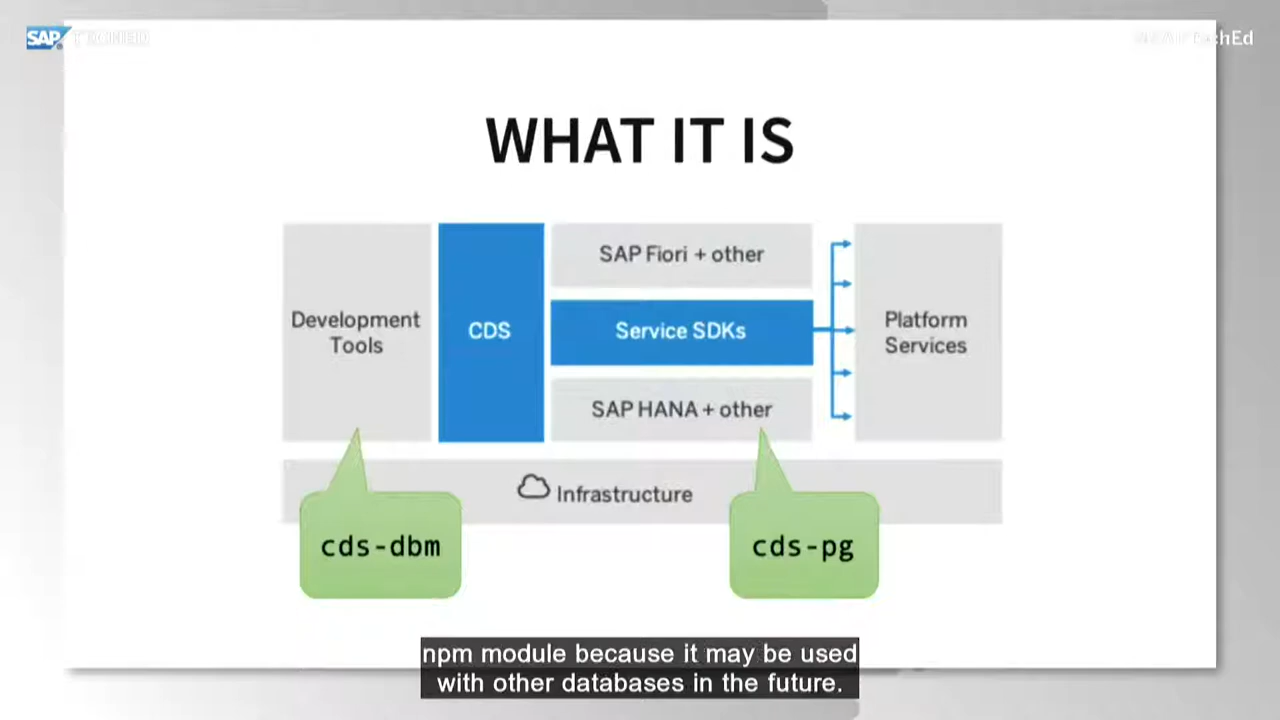 SAP TECHED
WHAT IT IS
Development
Tools
CDS
SAP Fiori + other
Service SDKs
SAP HANA + other
Platform
Services
Infrastructure
cds-dbm
cds-pg
npm module because it may be used
with other databases in the future.